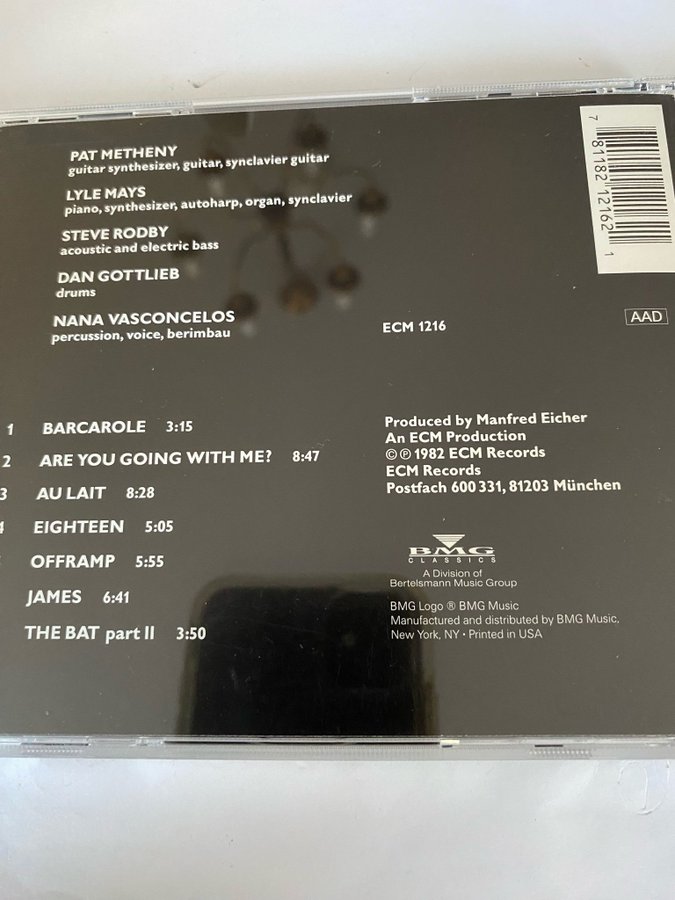 PAT METHENY
guitar synthesizer, guitar, synclavier guitar
LYLE MAYS
piano, synthesizer, autoharp, organ, synclavier
STEVE RODBY
acoustic and electric bass
DAN GOTTLIEB
drums
NANA VASCONCELOS
percussion, voice, berimbau
ECM 1216
7 81182 12162 1
AAD
1 BARCAROLE 3:15
2 ARE YOU GOING WITH ME? 8:47
3 AU LAIT 8:28
4 EIGHTEEN 5:05
OFFRAMP 5:55
JAMES 6:41
THE BAT part II 3:50
Produced by Manfred Eicher
An ECM Production
©℗ 1982 ECM Records
ECM Records
Postfach 600 331, 81203 München
BMG
CLASSICS
A Division of
Bertelsmann Music Group
BMG Logo ® BMG Music
Manufactured and distributed by BMG Music,
New York, NY • Printed in USA